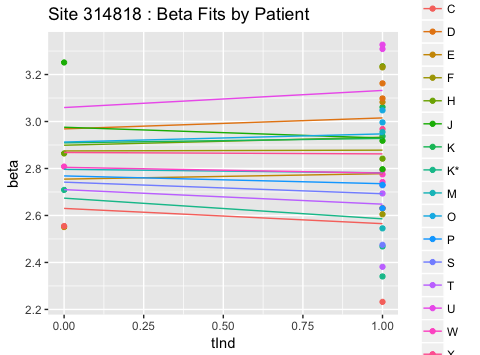 Site 314818 : Beta Fits by Patient
3.2
3.0
2.8
2.6
2.4
2.2
beta
0.00
0.25
0.50
0.75
1.00
tInd
C
D
E
F
H
J
K
K*
M
O
P
S
T
U
W